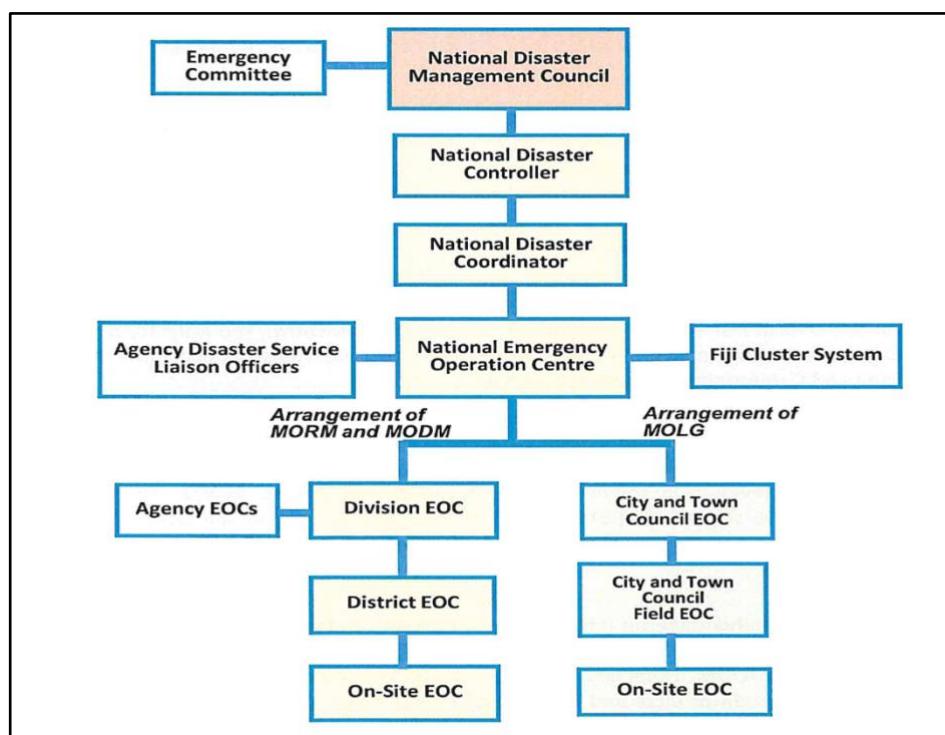 Emergency
Committee
National Disaster
Management Council
National Disaster
Controller
National Disaster
Coordinator
Agency Disaster Service
Liaison Officers
National Emergency
Operation Centre
Fiji Cluster System
Arrangement of
MORM and MODM
Arrangement of
MOLG
Agency EOCs
Division EOC
City and Town
Council EOC
District EOC
City and Town
Council
Field EOC
On-Site EOC
On-Site EOC